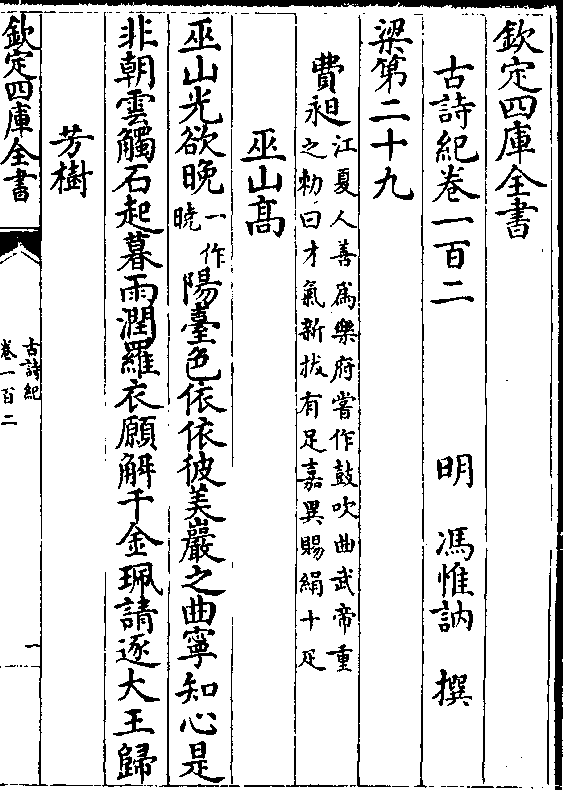 欽定四庫全書
古詩紀卷一百二　明　馮惟訥　撰
梁第二十九
費昶江夏人善為樂府嘗作鼓吹曲武帝重
之勅曰才氣新拔有足嘉異賜絹十疋
巫山高
巫山光欲晚一作曉陽臺色依依彼美巖之曲寧知心是
非朝雲觸石起暮雨潤羅衣願解千金珮請逐大王歸
芳樹
欽定四庫全書
古詩紀
卷一百二
一